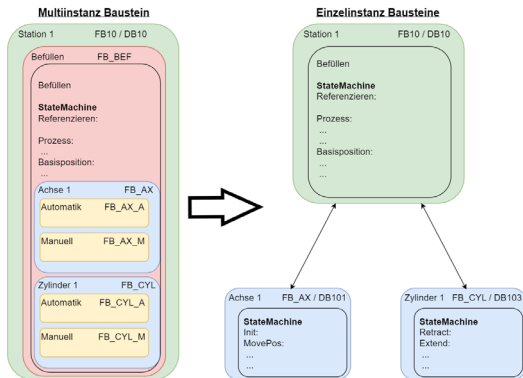 Multiinstanz Baustein
Station 1 FB10 / DB10
Befüllen FB_BEF
Befüllen
StateMachine
Referenzieren:
Prozess:
...
Basisposition:
...
Achse 1 FB_AX
Automatik FB_AX_A
Manuell FB_AX_M
Zylinder 1 FB_CYL
Automatik FB_CYL_A
Manuell FB_CYL_M
Einzelinstanz Bausteine
Station 1 FB10 / DB10
Befüllen
StateMachine
Referenzieren:
Prozess:
...
...
Basisposition:
...
...
Achse 1 FB_AX / DB101
StateMachine
Init:
MovePos:
...
...
Zylinder 1 FB_CYL / DB103
StateMachine
Retract:
Extend:
...
...